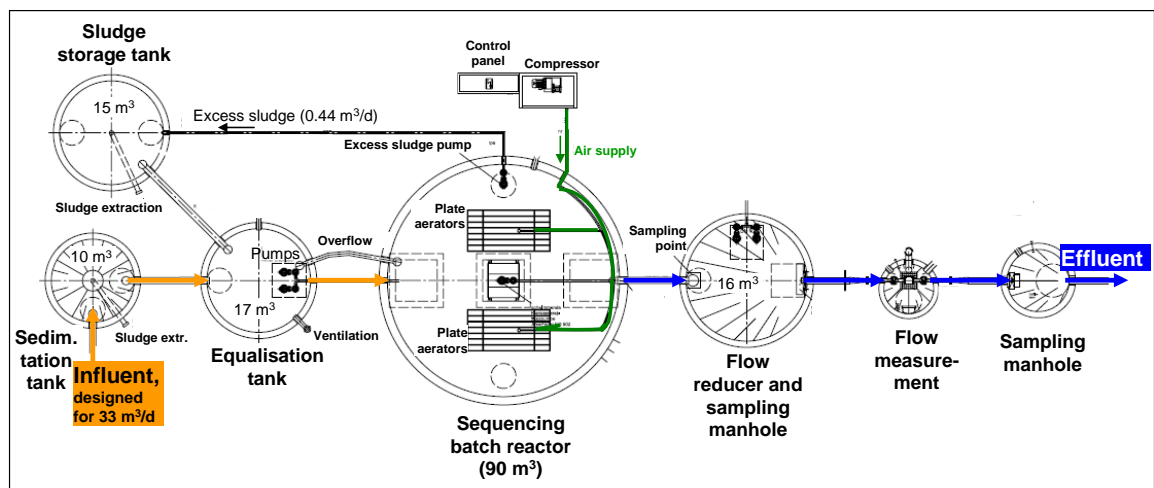 Sludge
storage tank
15 m³
Excess sludge (0.44 m³/d)
Excess sludge pump
Control
panel
Compressor
Air supply
Sludge extraction
10 m³
Sedim.
tation
tank
Sludge extr.
Influent,
designed
for 33 m³/d
Pumps
Overflow
17 m³
Equalisation
tank
Ventilation
Plate
aerators
Plate
aerators
Sequencing
batch reactor
(90 m³)
Sampling
point
16 m³
Flow
reducer and
sampling
manhole
Flow
measure-
ment
Effluent
Sampling
manhole